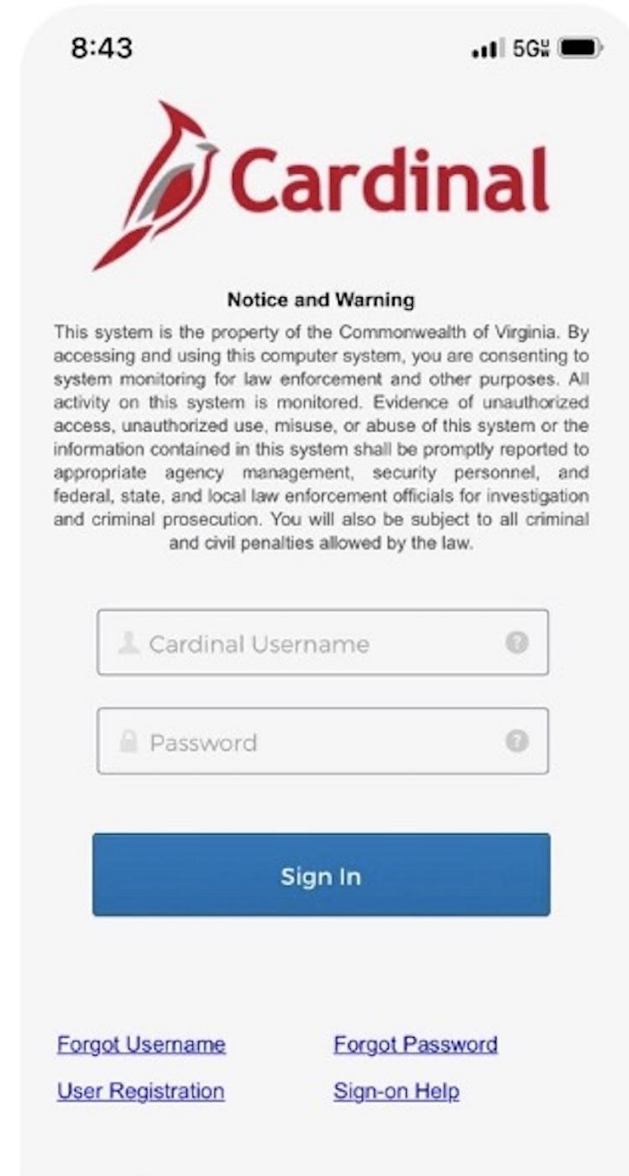 8:43 5GUW
Cardinal
Notice and Warning
This system is the property of the Commonwealth of Virginia. By
accessing and using this computer system, you are consenting to
system monitoring for law enforcement and other purposes. All
activity on this system is monitored. Evidence of unauthorized
access, unauthorized use, misuse, or abuse of this system or the
information contained in this system shall be promptly reported to
appropriate agency management, security personnel, and
federal, state, and local law enforcement officials for investigation
and criminal prosecution. You will also be subject to all criminal
and civil penalties allowed by the law.
Cardinal Username ?
Password ?
Sign In
Forgot Username Forgot Password
User Registration Sign-on Help